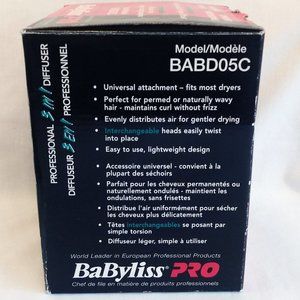 Model/Modèle
BABD05C
PROFESSIONAL 3 IN 1 DIFFUSER
DIFFUSEUR 3 EN 1 PROFESSIONNEL
• Universal attachment – fits most dryers
• Perfect for permed or naturally wavy
hair - maintains curl without frizz
• Evenly distributes air for gentler drying
• Interchangeable heads easily twist
into place
• Easy to use, lightweight design
• Accessoire universel - convient à la
plupart des séchoirs
• Parfait pour les cheveux permanentés ou
naturellement ondulés - maintient les
ondulations, sans frisettes
• Distribue l'air uniformément pour sécher
les cheveux plus délicatement
• Têtes interchangeables se posant par
simple torsion
• Diffuseur léger, simple à utiliser
World Leader in European Professional Products
BaByliss PRO
Chef de file en matière de produits professionnels